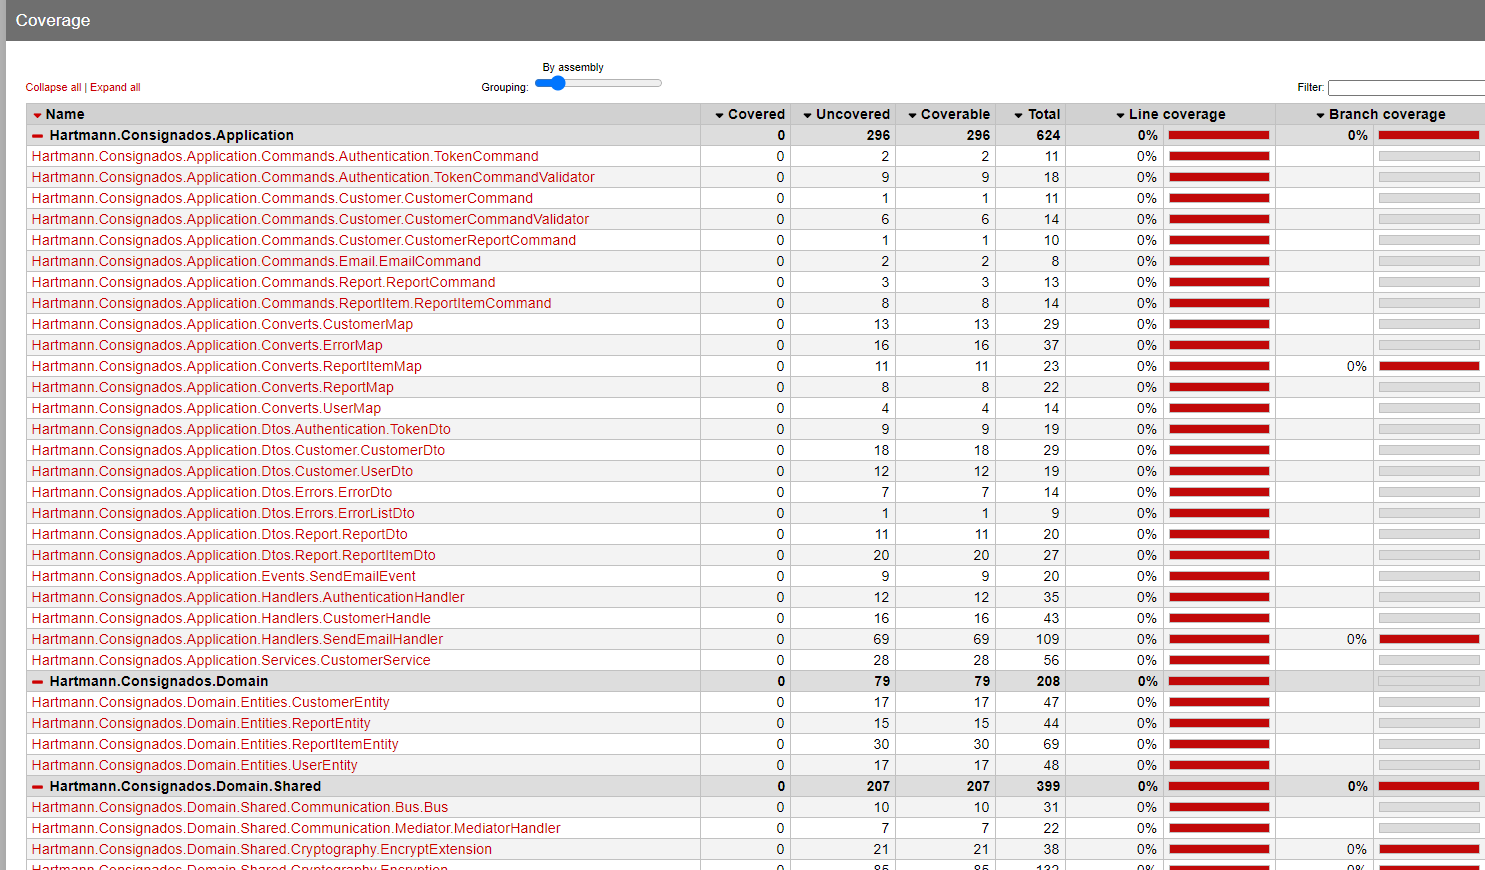 Coverage
By assembly
Collapse all | Expand all Grouping: Filter:
Name Covered Uncovered Coverable Total Line coverage Branch coverage
Hartmann.Consignados.Application 0 296 296 624 0% 0%
Hartmann.Consignados.Application.Commands.Authentication.TokenCommand 0 2 2 11 0%
Hartmann.Consignados.Application.Commands.Authentication.TokenCommandValidator 0 9 9 18 0%
Hartmann.Consignados.Application.Commands.Customer.CustomerCommand 0 1 1 11 0%
Hartmann.Consignados.Application.Commands.Customer.CustomerCommandValidator 0 6 6 14 0%
Hartmann.Consignados.Application.Commands.Customer.CustomerReportCommand 0 1 1 10 0%
Hartmann.Consignados.Application.Commands.Email.EmailCommand 0 2 2 8 0%
Hartmann.Consignados.Application.Commands.Report.ReportCommand 0 3 3 13 0%
Hartmann.Consignados.Application.Commands.ReportItem.ReportItemCommand 0 8 8 14 0%
Hartmann.Consignados.Application.Converts.CustomerMap 0 13 13 29 0%
Hartmann.Consignados.Application.Converts.ErrorMap 0 16 16 37 0%
Hartmann.Consignados.Application.Converts.ReportItemMap 0 11 11 23 0% 0%
Hartmann.Consignados.Application.Converts.ReportMap 0 8 8 22 0%
Hartmann.Consignados.Application.Converts.UserMap 0 4 4 14 0%
Hartmann.Consignados.Application.Dtos.Authentication.TokenDto 0 9 9 19 0%
Hartmann.Consignados.Application.Dtos.Customer.CustomerDto 0 18 18 29 0%
Hartmann.Consignados.Application.Dtos.Customer.UserDto 0 12 12 19 0%
Hartmann.Consignados.Application.Dtos.Errors.ErrorDto 0 7 7 14 0%
Hartmann.Consignados.Application.Dtos.Errors.ErrorListDto 0 1 1 9 0%
Hartmann.Consignados.Application.Dtos.Report.ReportDto 0 11 11 20 0%
Hartmann.Consignados.Application.Dtos.Report.ReportItemDto 0 20 20 27 0%
Hartmann.Consignados.Application.Events.SendEmailEvent 0 9 9 20 0%
Hartmann.Consignados.Application.Handlers.AuthenticationHandler 0 12 12 35 0%
Hartmann.Consignados.Application.Handlers.CustomerHandle 0 16 16 43 0%
Hartmann.Consignados.Application.Handlers.SendEmailHandler 0 69 69 109 0% 0%
Hartmann.Consignados.Application.Services.CustomerService 0 28 28 56 0%
Hartmann.Consignados.Domain 0 79 79 208 0%
Hartmann.Consignados.Domain.Entities.CustomerEntity 0 17 17 47 0%
Hartmann.Consignados.Domain.Entities.ReportEntity 0 15 15 44 0%
Hartmann.Consignados.Domain.Entities.ReportItemEntity 0 30 30 69 0%
Hartmann.Consignados.Domain.Entities.UserEntity 0 17 17 48 0%
Hartmann.Consignados.Domain.Shared 0 207 207 399 0% 0%
Hartmann.Consignados.Domain.Shared.Communication.Bus.Bus 0 10 10 31 0%
Hartmann.Consignados.Domain.Shared.Communication.Mediator.MediatorHandler 0 7 7 22 0%
Hartmann.Consignados.Domain.Shared.Cryptography.EncryptExtension 0 21 21 38 0% 0%
Hartmann.Consignados.Domain.Shared.Cryptography.Encryption 0 85 85 132 0% 0%